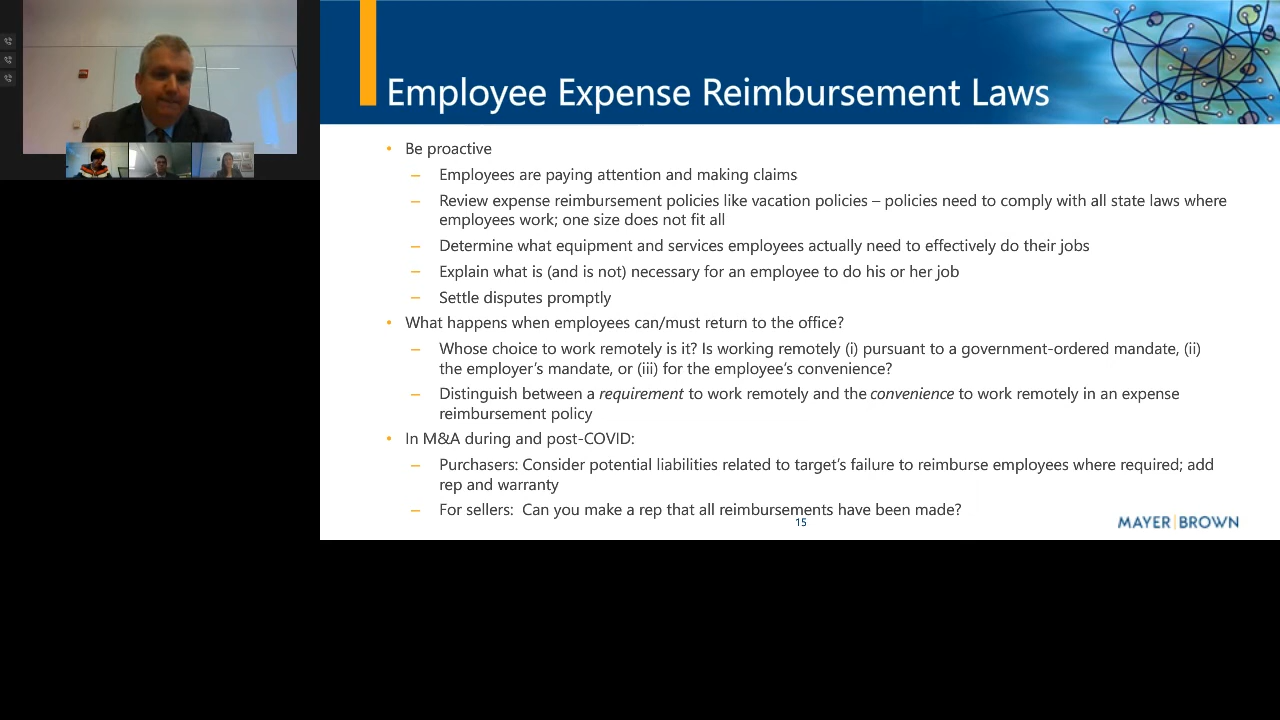 Employee Expense Reimbursement Laws
• Be proactive
– Employees are paying attention and making claims
– Review expense reimbursement policies like vacation policies – policies need to comply with all state laws where
employees work; one size does not fit all
– Determine what equipment and services employees actually need to effectively do their jobs
– Explain what is (and is not) necessary for an employee to do his or her job
– Settle disputes promptly
• What happens when employees can/must return to the office?
– Whose choice to work remotely is it? Is working remotely (i) pursuant to a government-ordered mandate, (ii)
the employer's mandate, or (iii) for the employee's convenience?
– Distinguish between a requirement to work remotely and the convenience to work remotely in an expense
reimbursement policy
• In M&A during and post-COVID:
– Purchasers: Consider potential liabilities related to target's failure to reimburse employees where required; add
rep and warranty
– For sellers:  Can you make a rep that all reimbursements have been made?
15
MAYER | BROWN